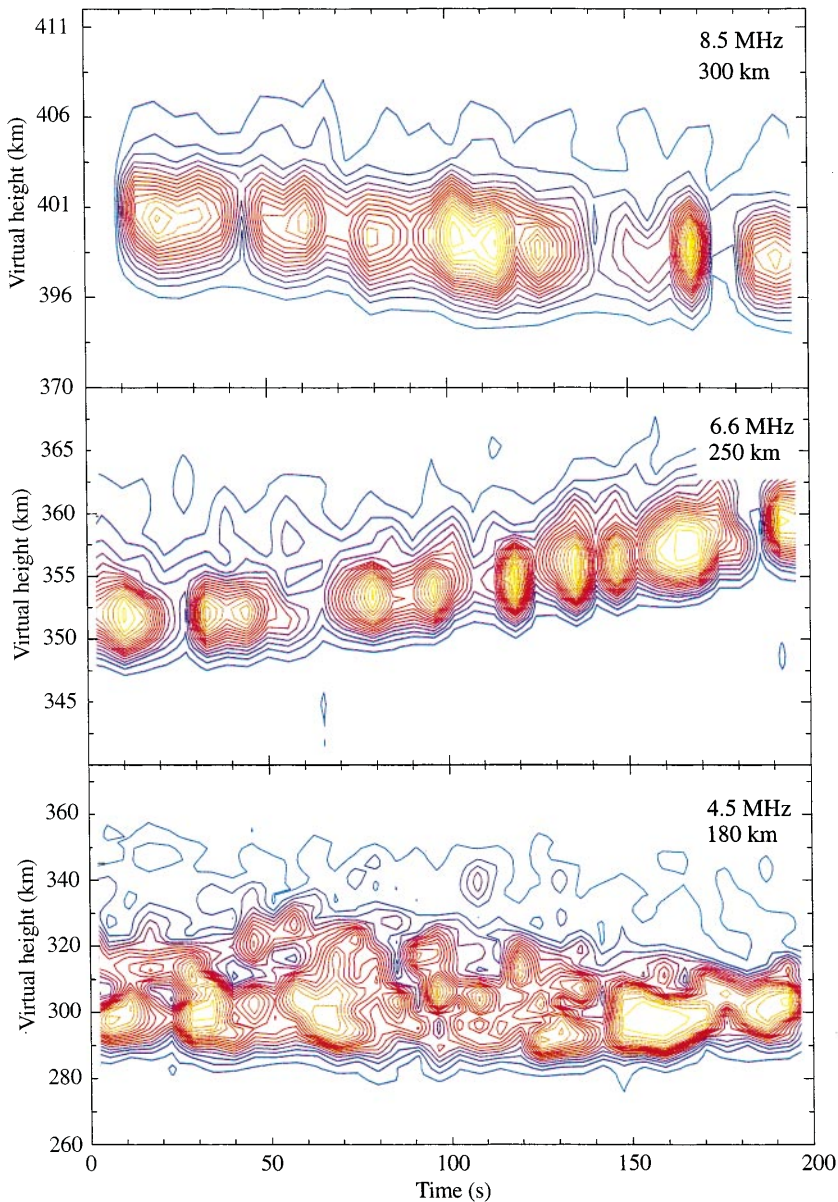 411
406
401
396
370
Virtual height (km)
8.5 MHz
300 km
365
360
355
350
345
Virtual height (km)
6.6 MHz
250 km
360
340
320
300
280
260
Virtual height (km)
4.5 MHz
180 km
0 50 100 150 200
Time (s)